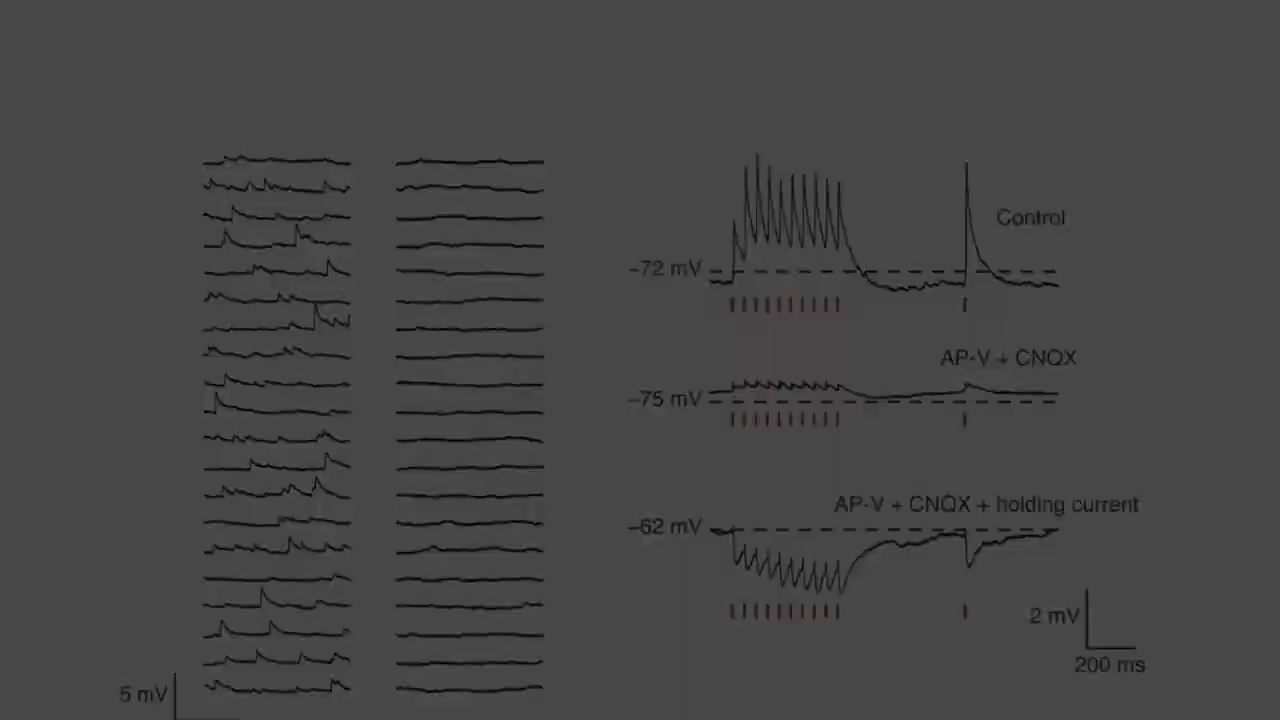 −72 mV
Control
AP-V + CNQX
−75 mV
AP-V + CNQX + holding current
−62 mV
2 mV
200 ms
5 mV